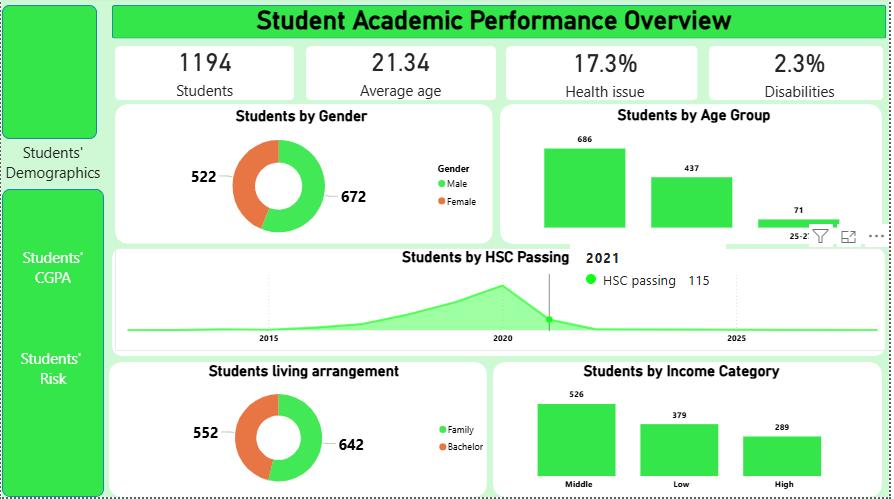 Student Academic Performance Overview
1194
Students
21.34
Average age
17.3%
Health issue
2.3%
Disabilities
Students'
Demographics
Students'
CGPA
Students'
Risk
Students by Gender
522
672
Gender
Male
Female
Students by Age Group
686
437
71
Students by HSC Passing
2021
HSC passing 115
2015
2020
2025
Students living arrangement
552
642
Family
Bachelor
Students by Income Category
526
379
289
Middle
Low
High